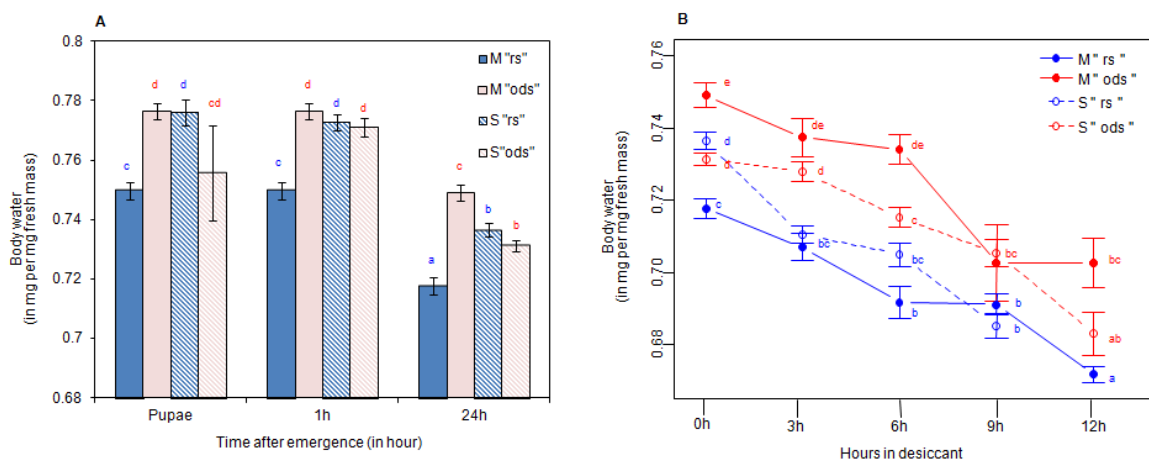 A
Body water
(in mg per mg fresh mass)
0.8
0.78
0.76
0.74
0.72
0.7
0.68
c
d
d
cd
c
d
d
d
a
c
b
b
M "rs"
M "ods"
S "rs"
S"ods"
Pupae
1h
24h
Time after emergence (in hour)
B
Body water
(in mg per mg fresh mass)
0.76
0.74
0.72
0.70
0.68
M " rs "
M " ods "
S " rs "
S " ods "
e
d
d
c
de
d
bc
de
c
bc
b
bc
b
b
bc
ab
a
0h
3h
6h
9h
12h
Hours in desiccant